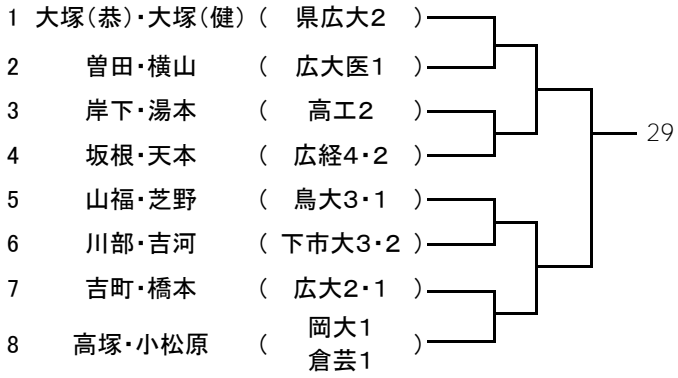 1 大塚(恭)・大塚(健) ( 県広大2 )
2 曽田・横山 ( 広大医1 )
3 岸下・湯本 ( 高工2 )
29
4 坂根・天本 ( 広経4・2 )
5 山福・芝野 ( 鳥大3・1 )
6 川部・吉河 ( 下市大3・2 )
7 吉町・橋本 ( 広大2・1 )
8 高塚・小松原 ( 岡大1
倉芸1 )